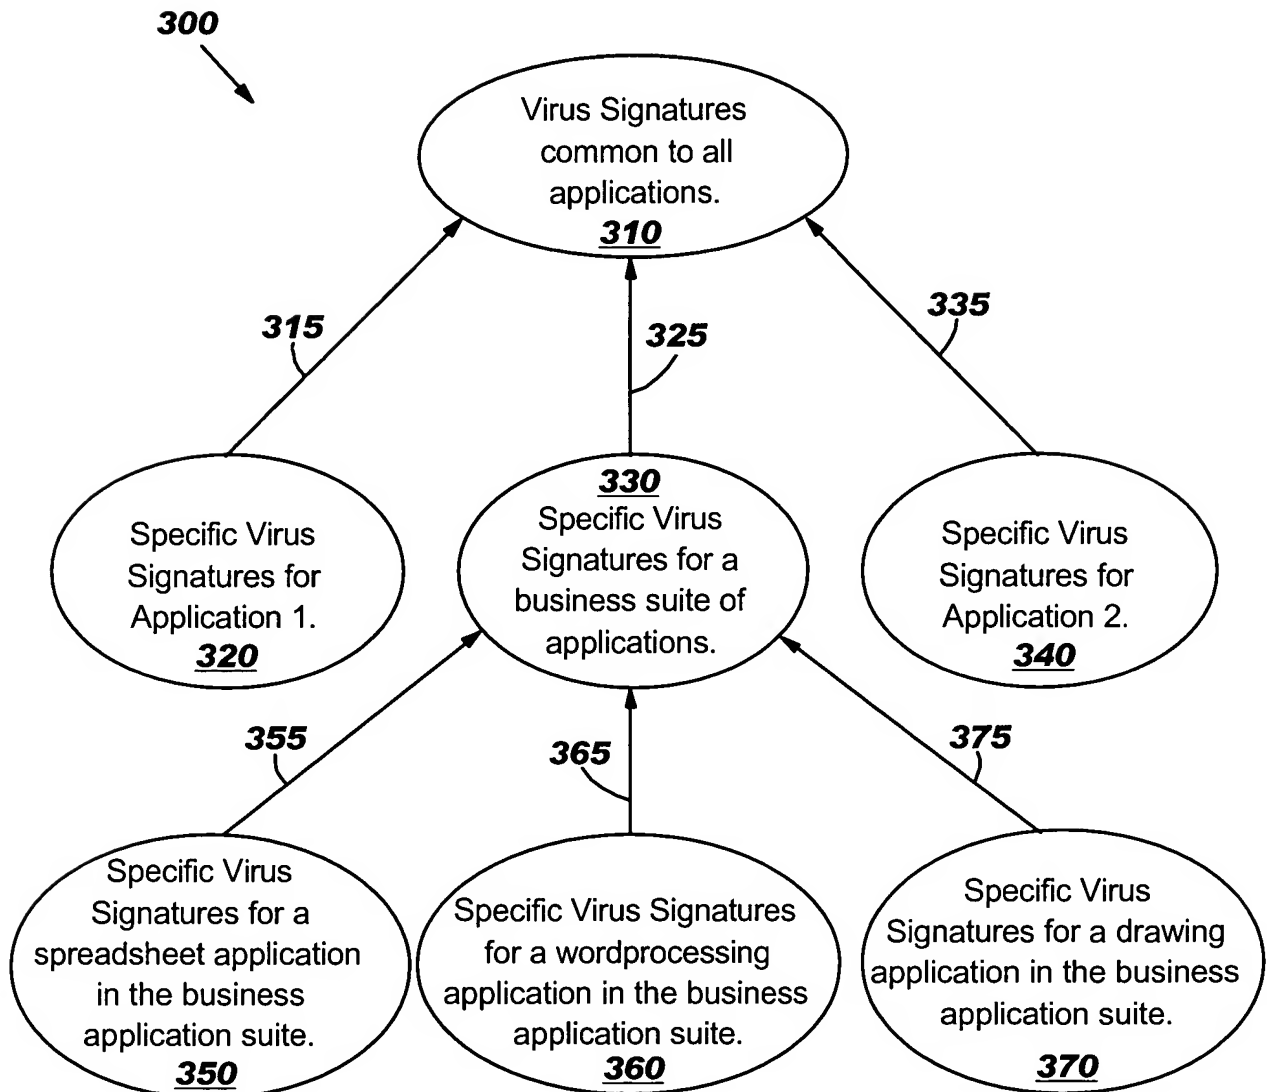 300
Virus Signatures
common to all
applications.
310
315
325
335
Specific Virus
Signatures for
Application 1.
320
330
Specific Virus
Signatures for a
business suite of
applications.
Specific Virus
Signatures for
Application 2.
340
355
365
375
Specific Virus
Signatures for a
spreadsheet application
in the business
application suite.
350
Specific Virus Signatures
for a wordprocessing
application in the business
application suite.
360
Specific Virus
Signatures for a drawing
application in the business
application suite.
370